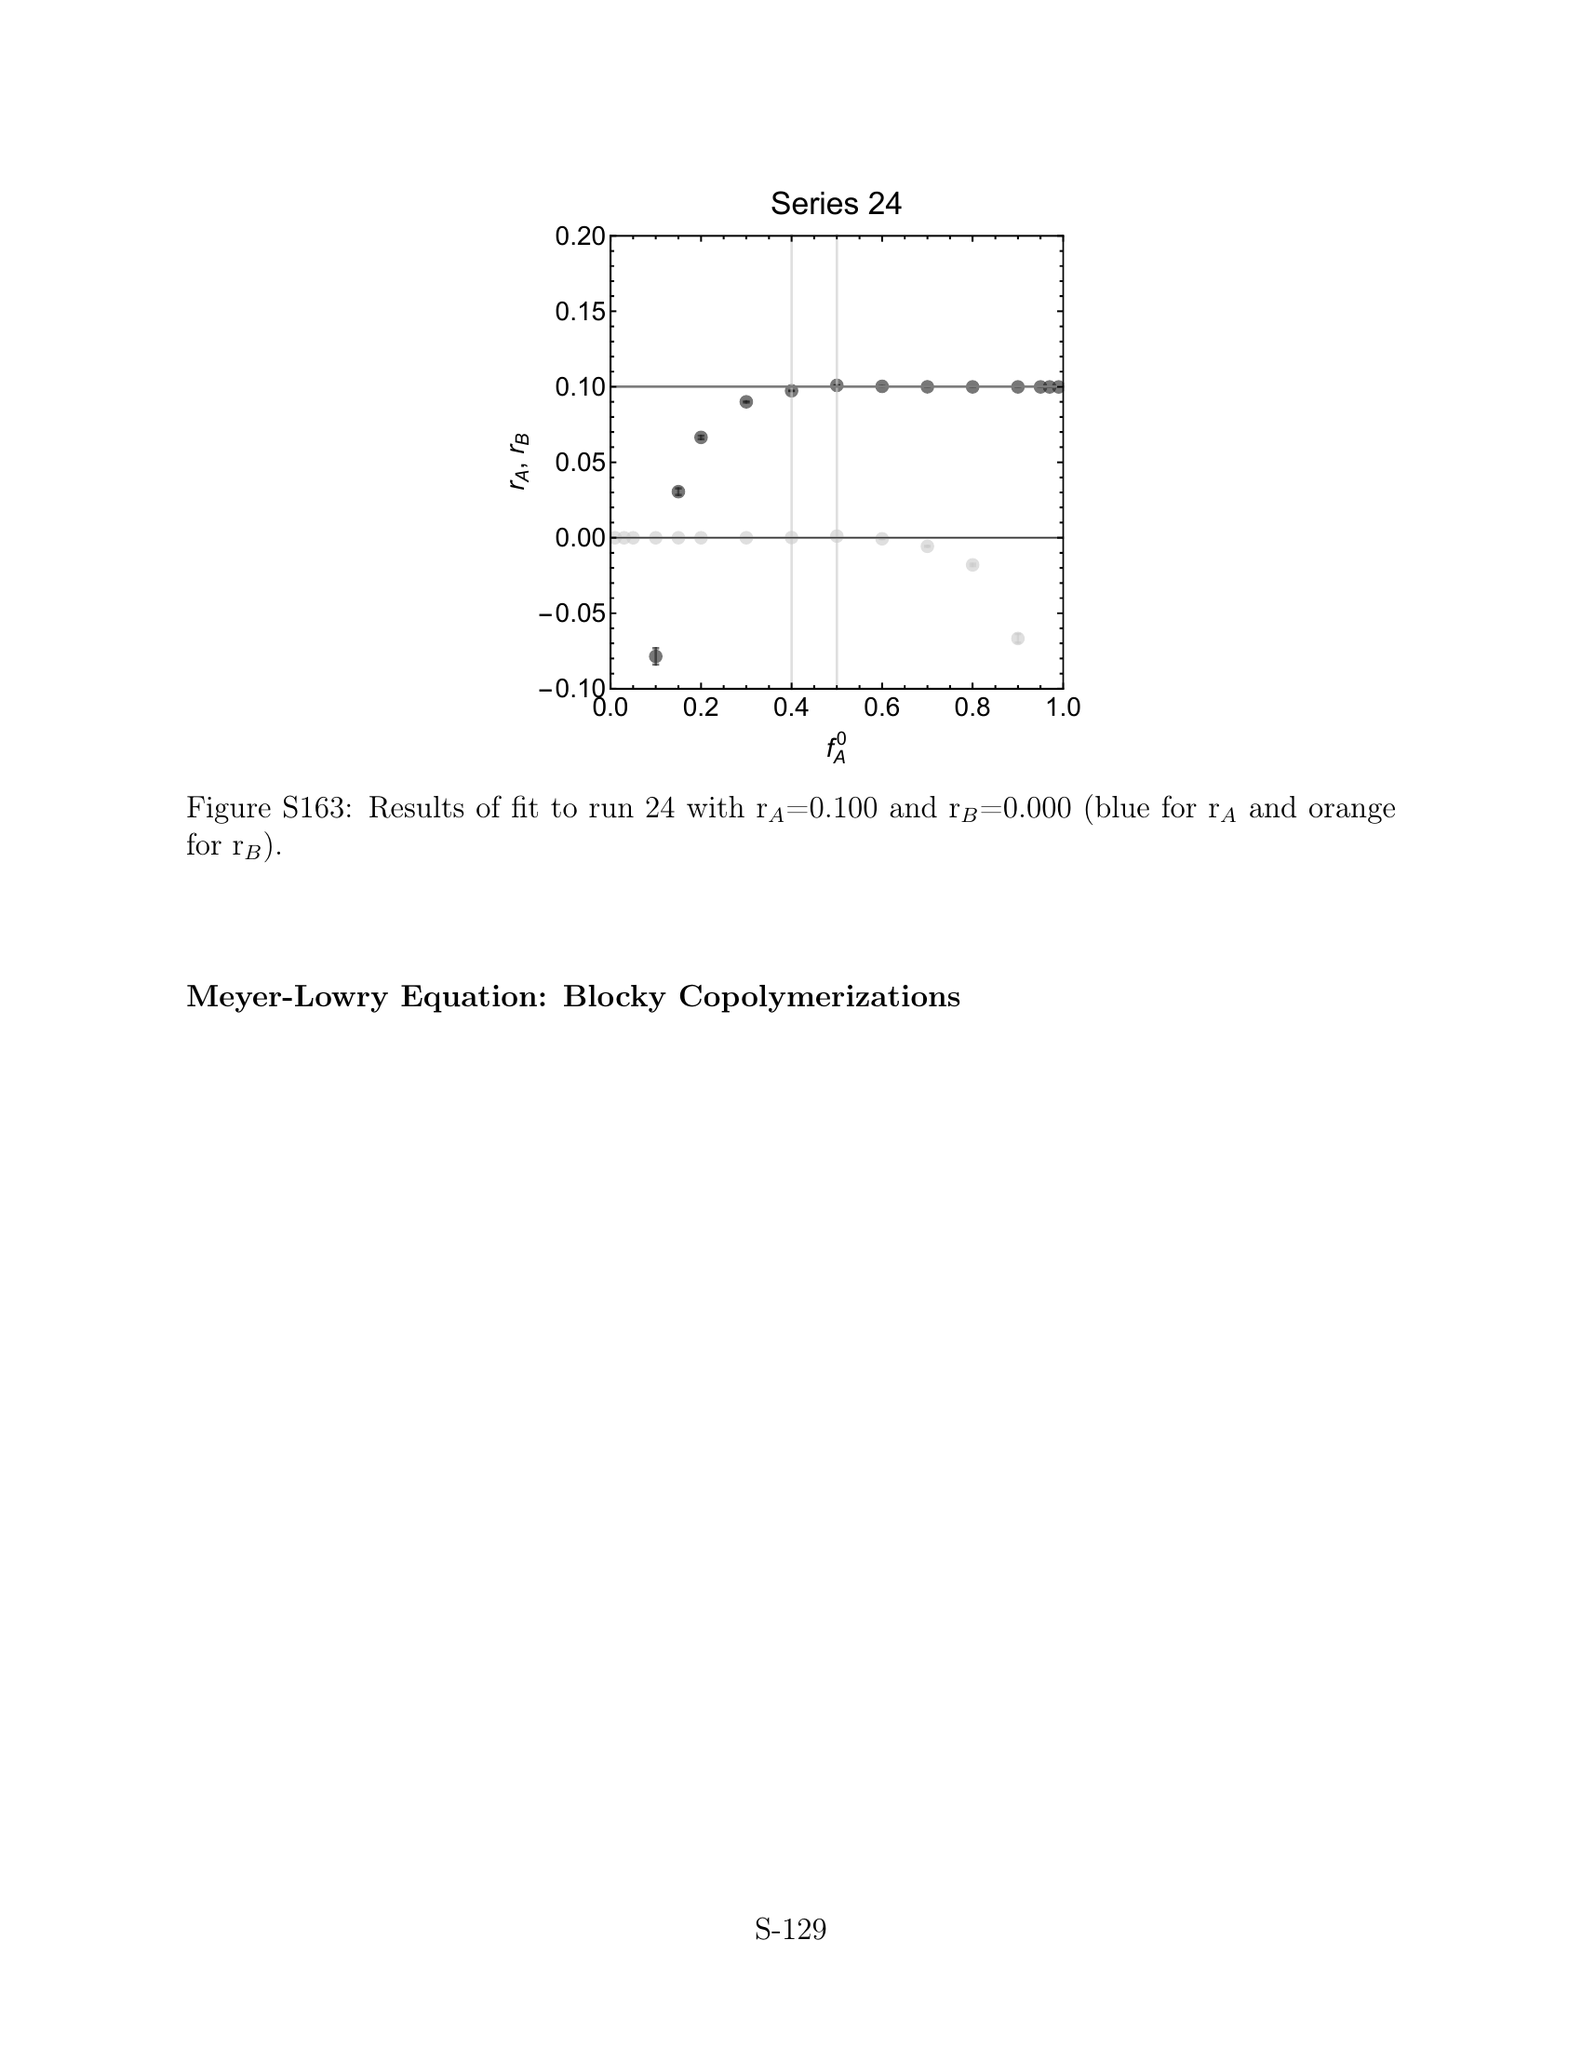 Series 24
0.20
0.15
0.10
0.05
0.00
−0.05
−0.10
r_A, r_B
0.0 0.2 0.4 0.6 0.8 1.0
f_A^0
Figure S163: Results of fit to run 24 with r_A=0.100 and r_B=0.000 (blue for r_A and orange
for r_B).
Meyer-Lowry Equation: Blocky Copolymerizations
S-129